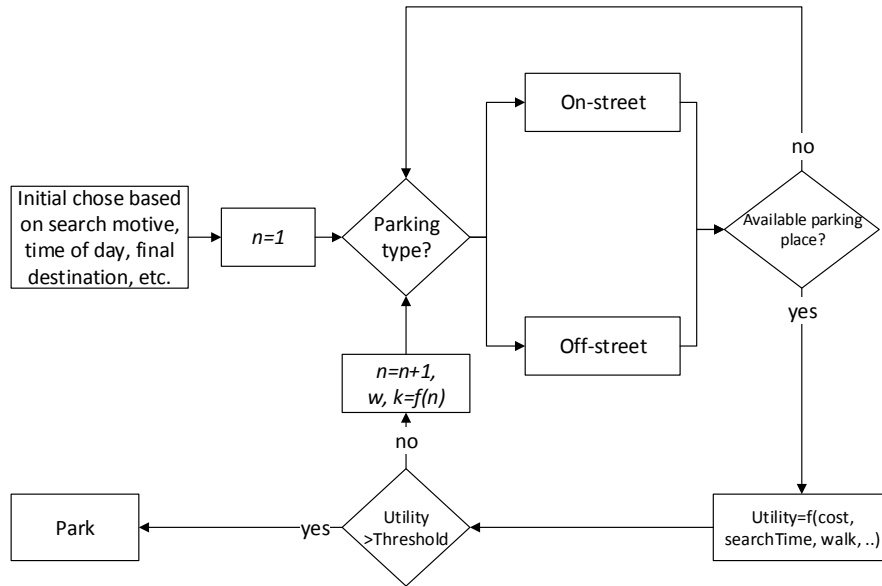 On-street
no
Initial chose based
on search motive,
time of day, final
destination, etc.
n=1
Parking
type?
Available parking
place?
yes
Off-street
n=n+1,
w, k=f(n)
no
Park
yes
Utility
>Threshold
Utility=f(cost,
searchTime, walk, ..)